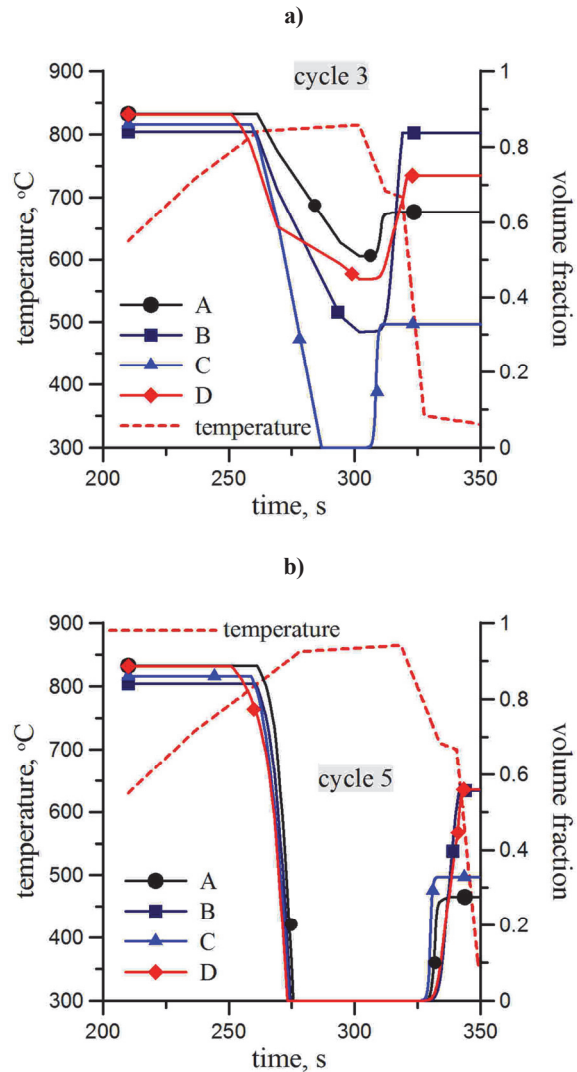 a)
cycle 3
900
800
700
600
500
400
300
temperature, °C
1
0.8
0.6
0.4
0.2
0
volume fraction
A
B
C
D
temperature
200
250
300
350
time, s
b)
temperature
cycle 5
900
800
700
600
500
400
300
temperature, °C
1
0.8
0.6
0.4
0.2
0
volume fraction
A
B
C
D
200
250
300
350
time, s